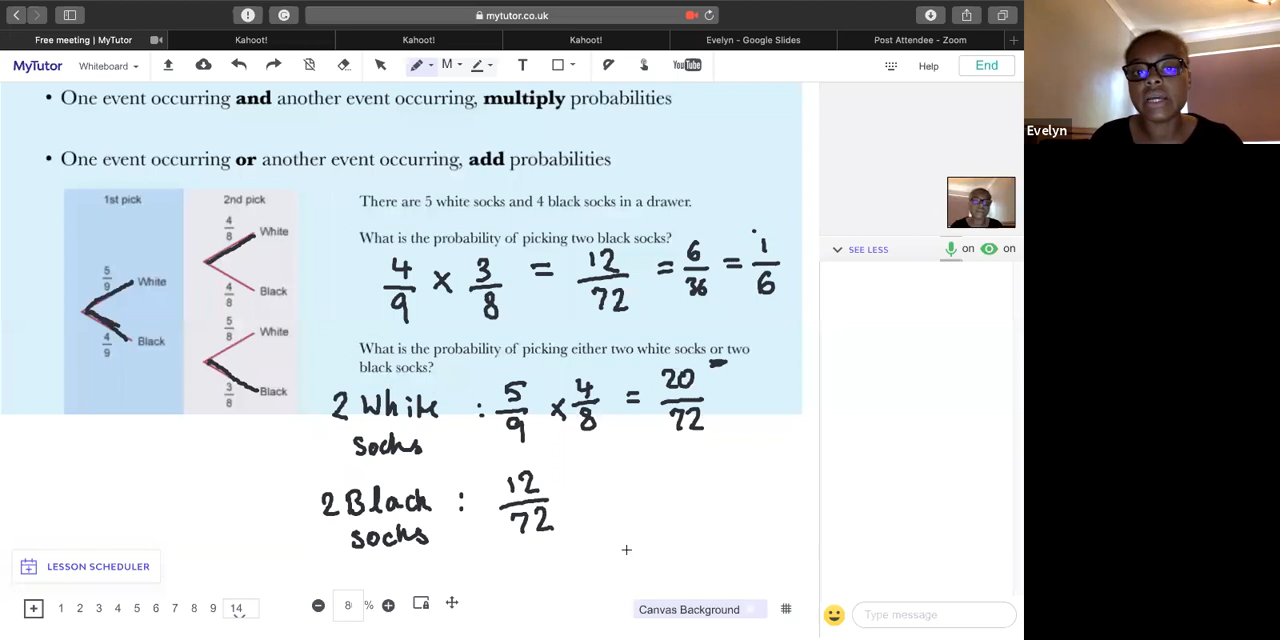 mytutor.co.uk
Free meeting | MyTutor
Kahoot!
Kahoot!
Kahoot!
Evelyn - Google Slides
Post Attendee - Zoom
MyTutor
Whiteboard
M
T
YouTube
Help
End
Evelyn
• One event occurring and another event occurring, multiply probabilities
• One event occurring or another event occurring, add probabilities
1st pick
2nd pick
5/9
White
4/9
Black
4/8
White
4/8
Black
5/8
White
3/8
Black
There are 5 white socks and 4 black socks in a drawer.
What is the probability of picking two black socks?
4/9 × 3/8 = 12/72 = 6/36 = 1/6
What is the probability of picking either two white socks or two
black socks?
2 White : 5/9 × 4/8 = 20/72
socks
2 Black : 12/72
socks
SEE LESS
on
on
LESSON SCHEDULER
1 2 3 4 5 6 7 8 9 14
8 %
Canvas Background
Type message